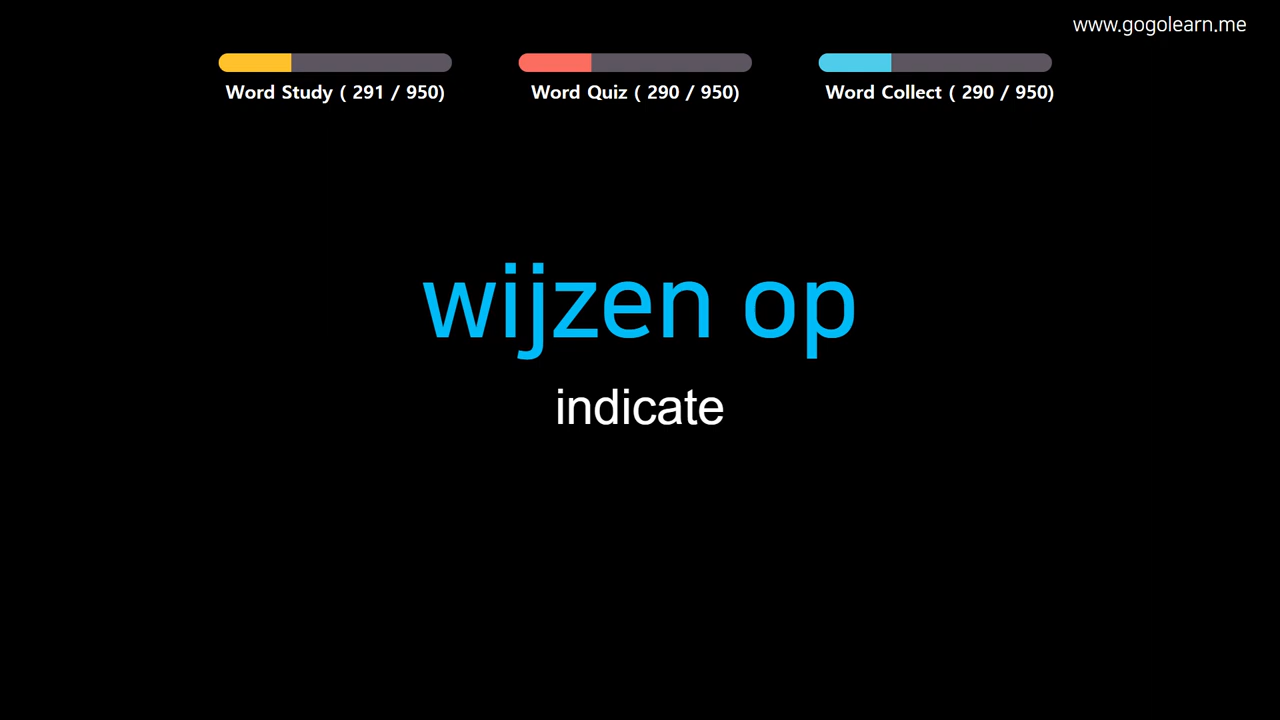 www.gogolearn.me
Word Study ( 291 / 950)
Word Quiz ( 290 / 950)
Word Collect ( 290 / 950)
wijzen op
indicate